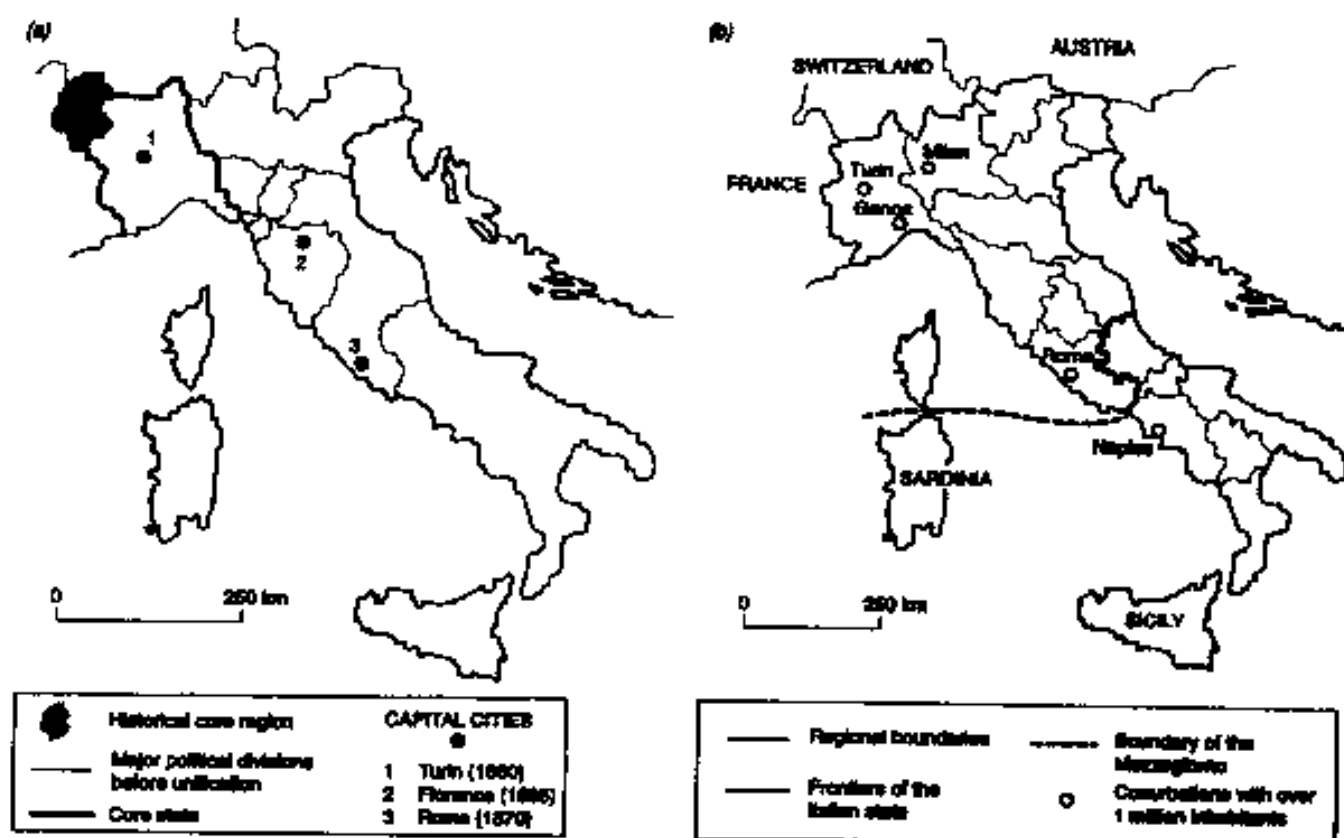 (a)
1
2
3
0 250 km
Historical core region
Major political divisions
before unification
Core state
CAPITAL CITIES
1 Turin (1860)
2 Florence (1865)
3 Rome (1870)
(b)
AUSTRIA
SWITZERLAND
Milan
Turin
FRANCE
Genoa
Rome
Naples
SARDINIA
SICILY
0 250 km
Regional boundaries
Frontiers of the
Italian state
Boundary of the
Mezzogiorno
Conurbations with over
1 million inhabitants